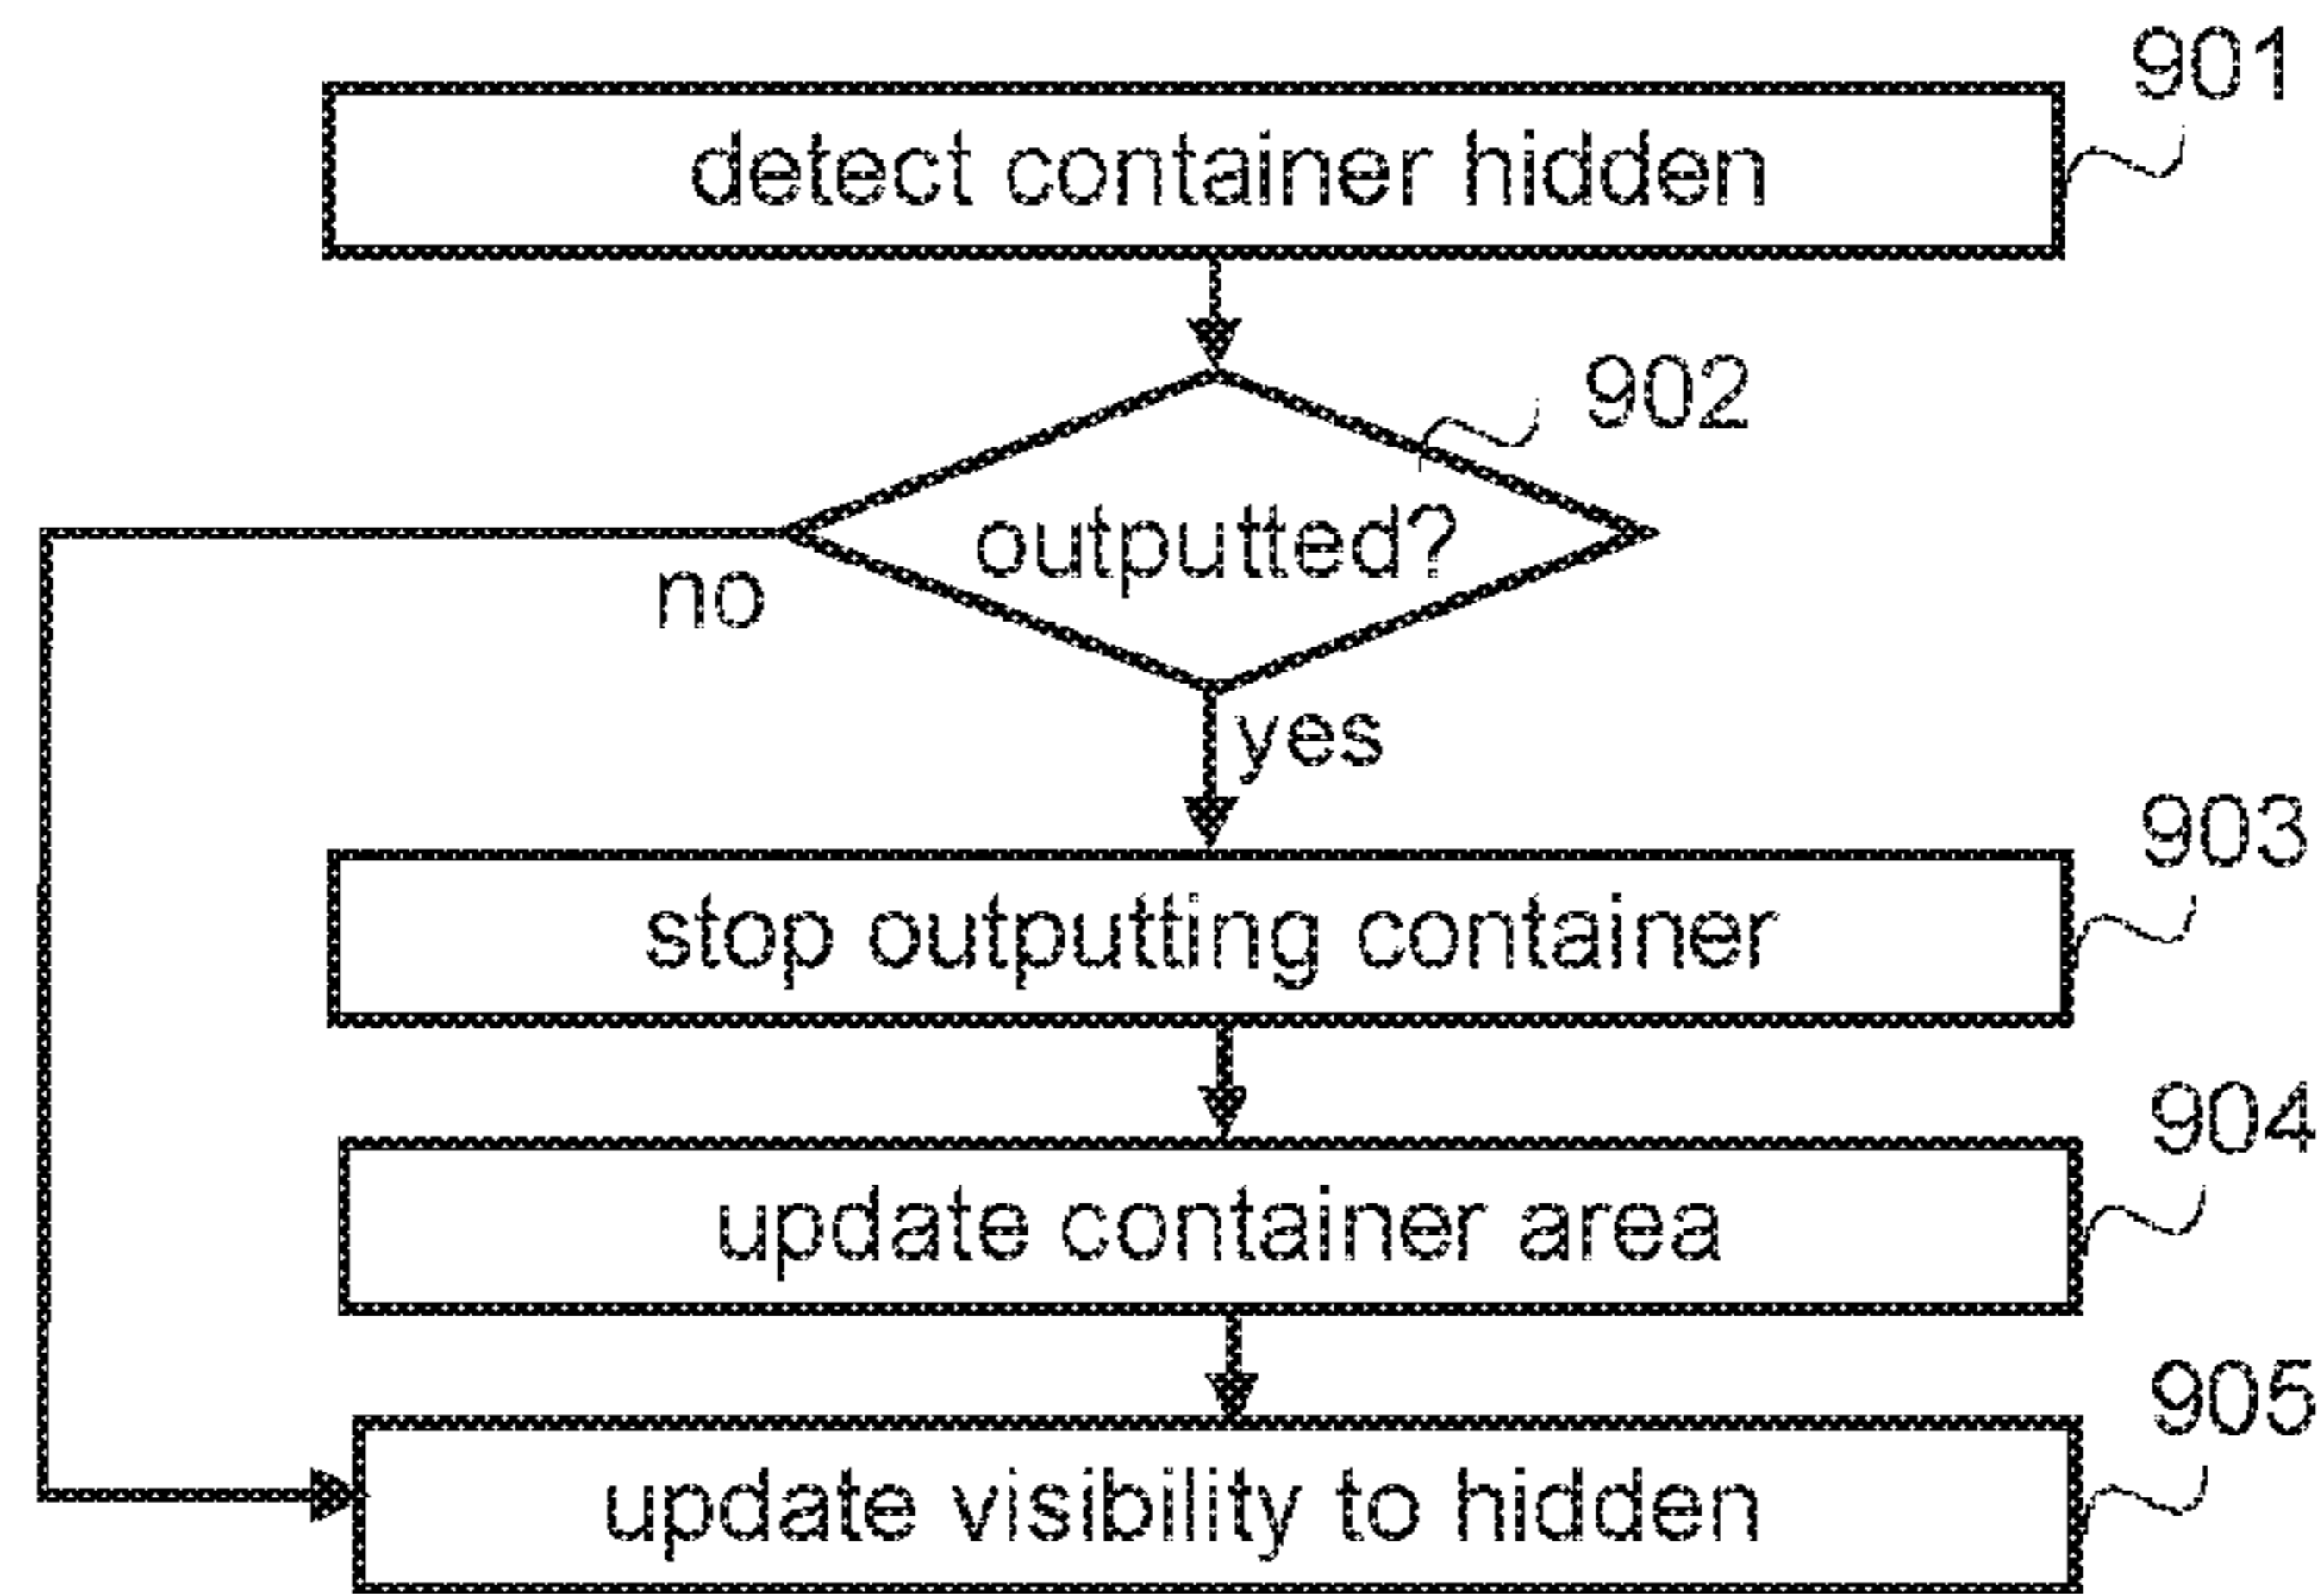 901
detect container hidden
902
outputted?
no
yes
903
stop outputting container
904
update container area
905
update visibility to hidden